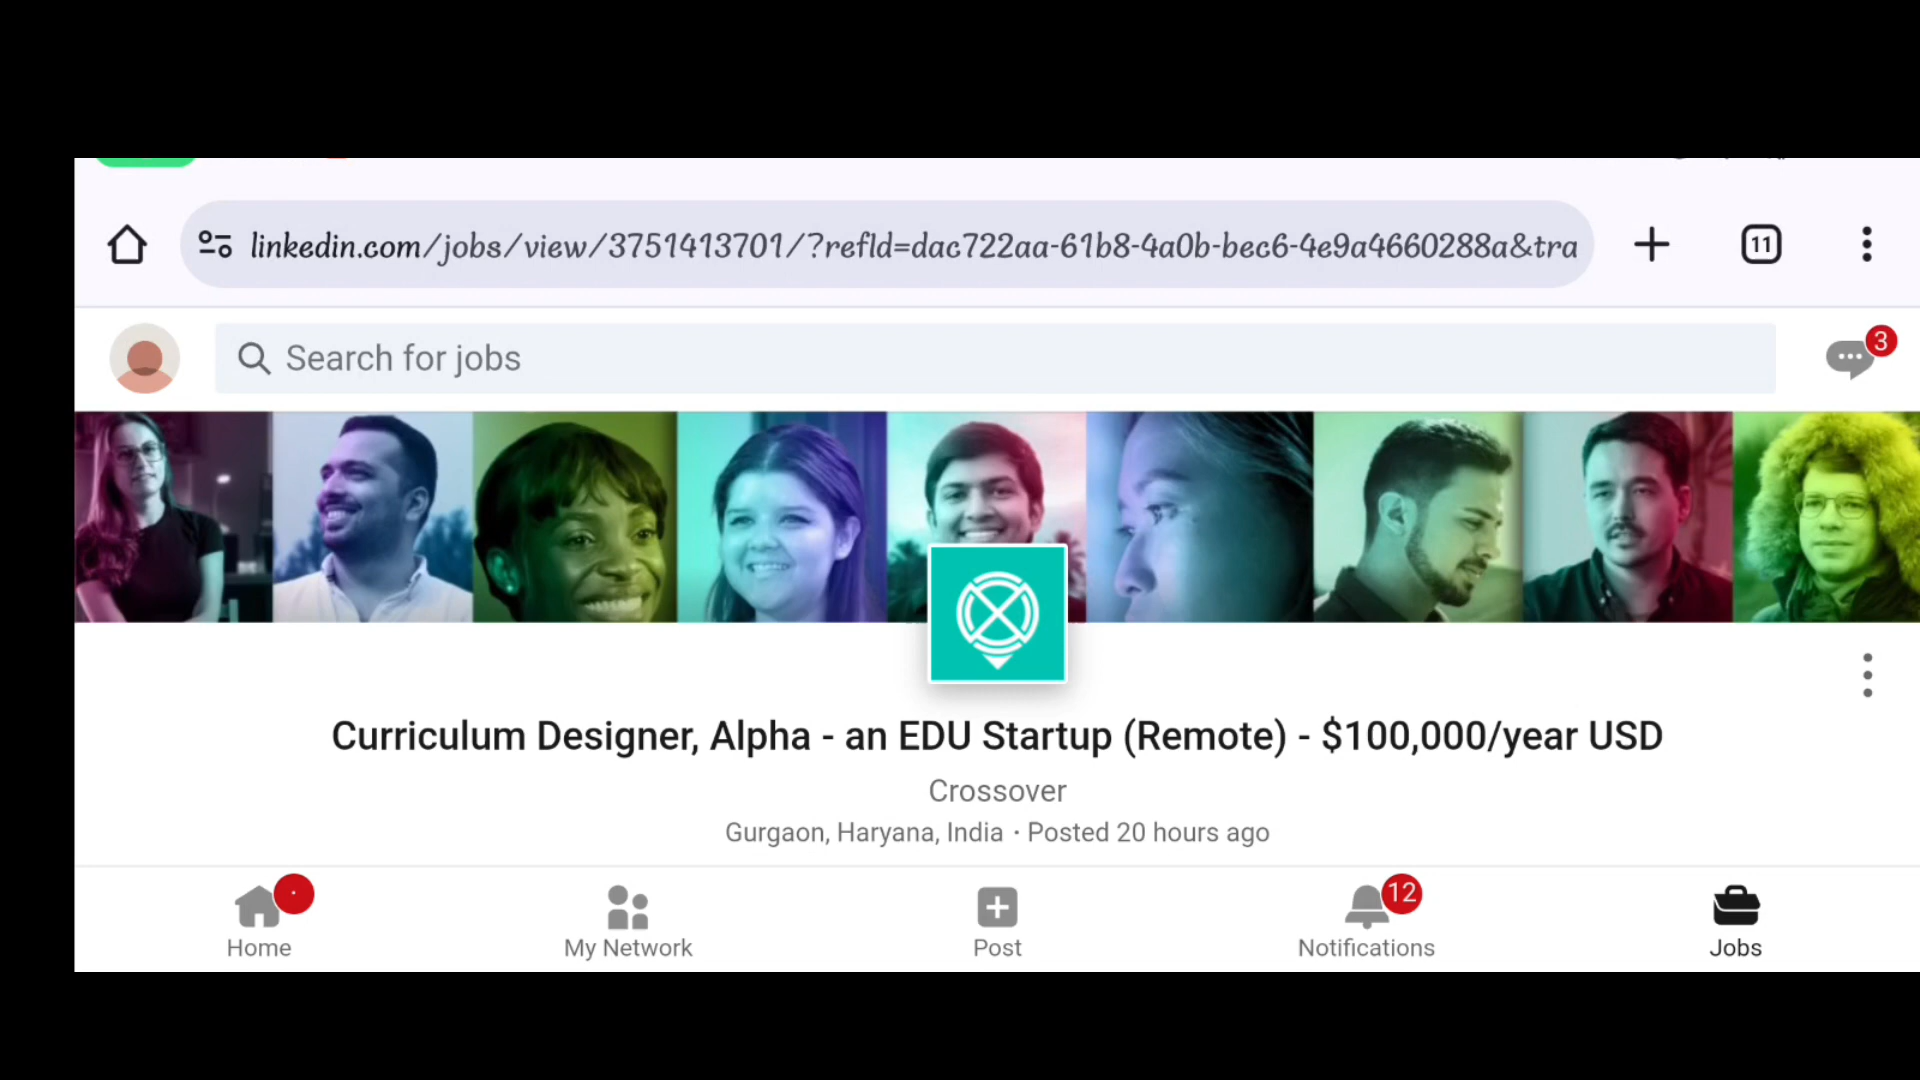 linkedin.com/jobs/view/3751413701/?refId=dac722aa-61b8-4a0b-bec6-4e9a4660288a&tra
11
Search for jobs
3
Curriculum Designer, Alpha - an EDU Startup (Remote) - $100,000/year USD
Crossover
Gurgaon, Haryana, India · Posted 20 hours ago
12
Home
My Network
Post
Notifications
Jobs